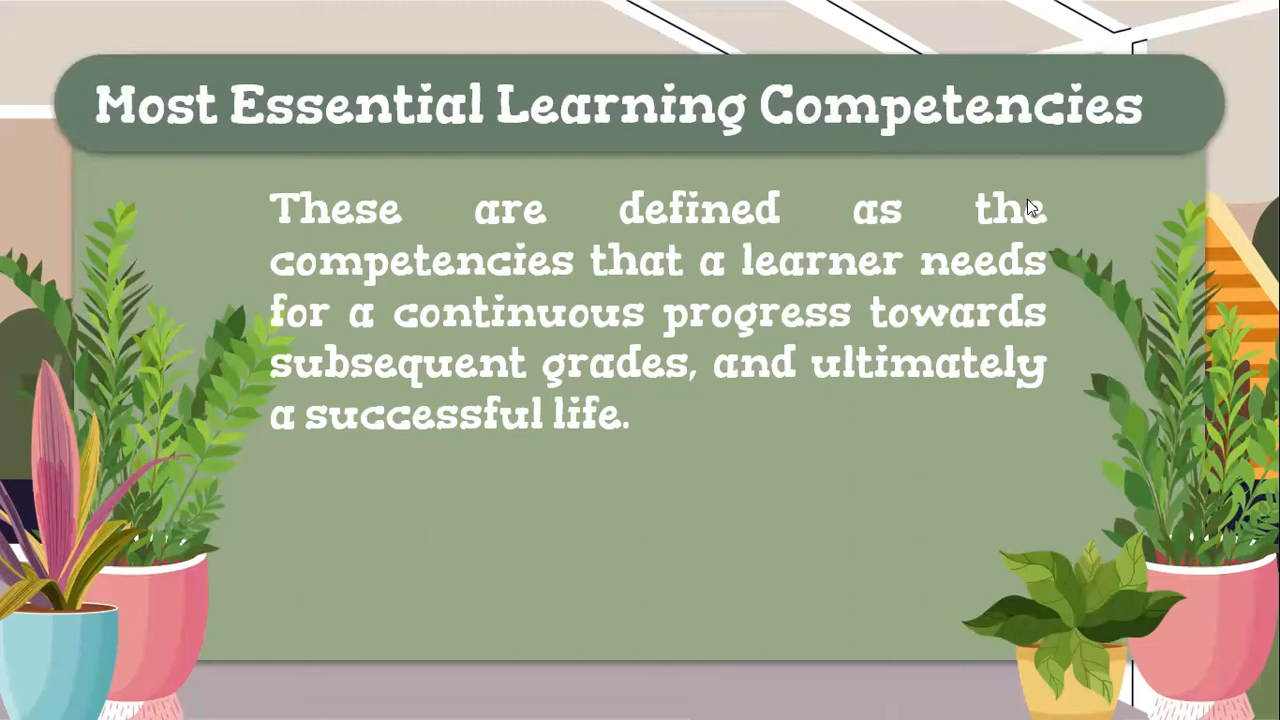 Most Essential Learning Competencies
These are defined as the
competencies that a learner needs
for a continuous progress towards
subsequent grades, and ultimately
a successful life.